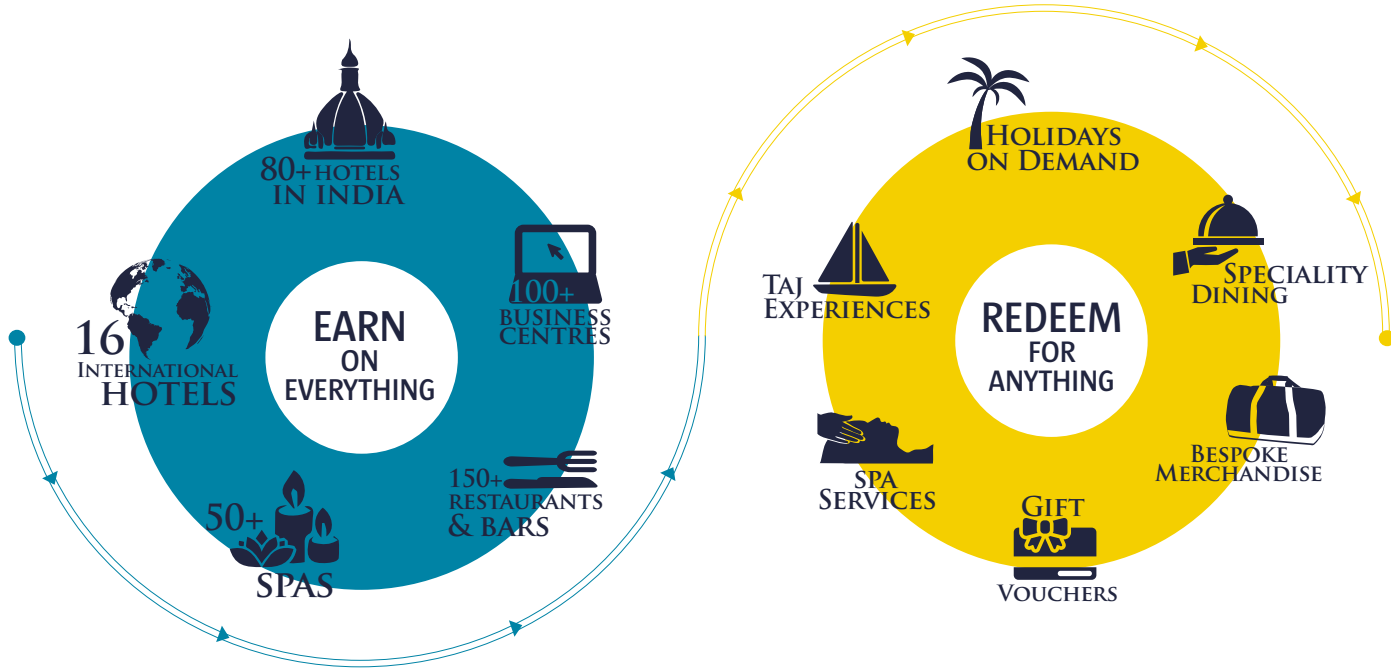 80+ HOTELS
IN INDIA
100+
BUSINESS
CENTRES
150+
RESTAURANTS
& BARS
50+
SPAS
16
INTERNATIONAL
HOTELS
EARN
ON
EVERYTHING
HOLIDAYS
ON DEMAND
SPECIALITY
DINING
BESPOKE
MERCHANDISE
GIFT
VOUCHERS
SPA
SERVICES
TAJ
EXPERIENCES
REDEEM
FOR
ANYTHING